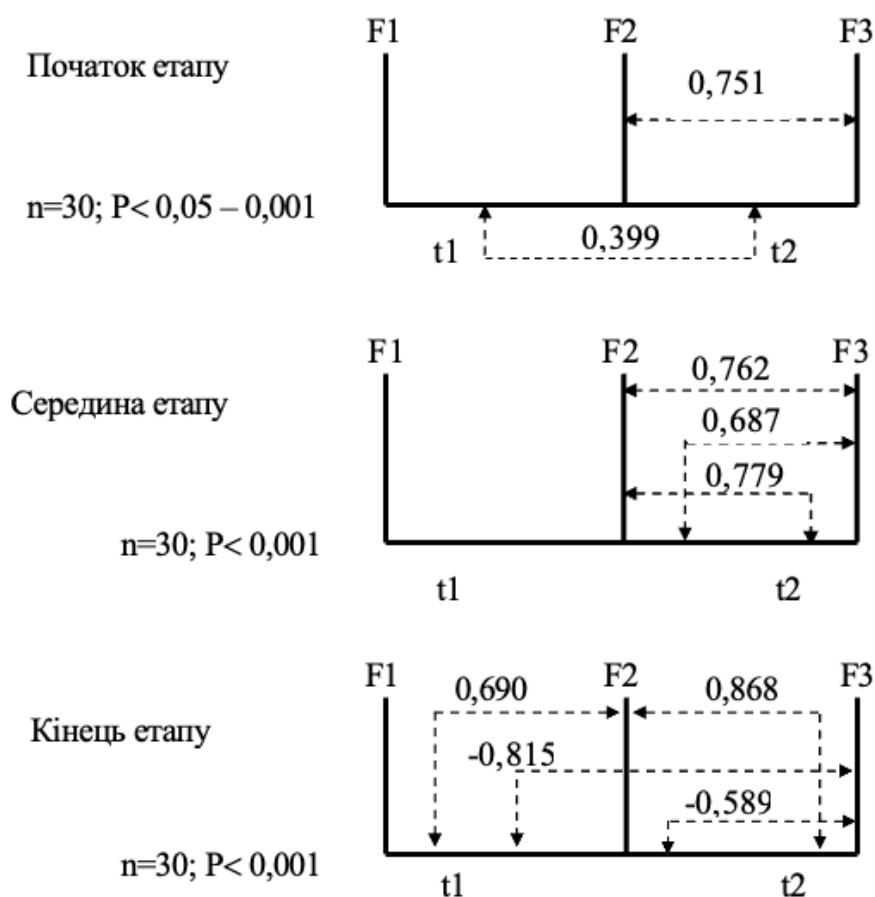 F1 F2 F3
Початок етапу
0,751
n=30; P< 0,05 – 0,001
0,399
t1 t2
F1 F2 F3
0,762
Середина етапу
0,687
0,779
n=30; P< 0,001
t1 t2
F1 F2 F3
0,690 0,868
Кінець етапу
-0,815
-0,589
n=30; P< 0,001
t1 t2